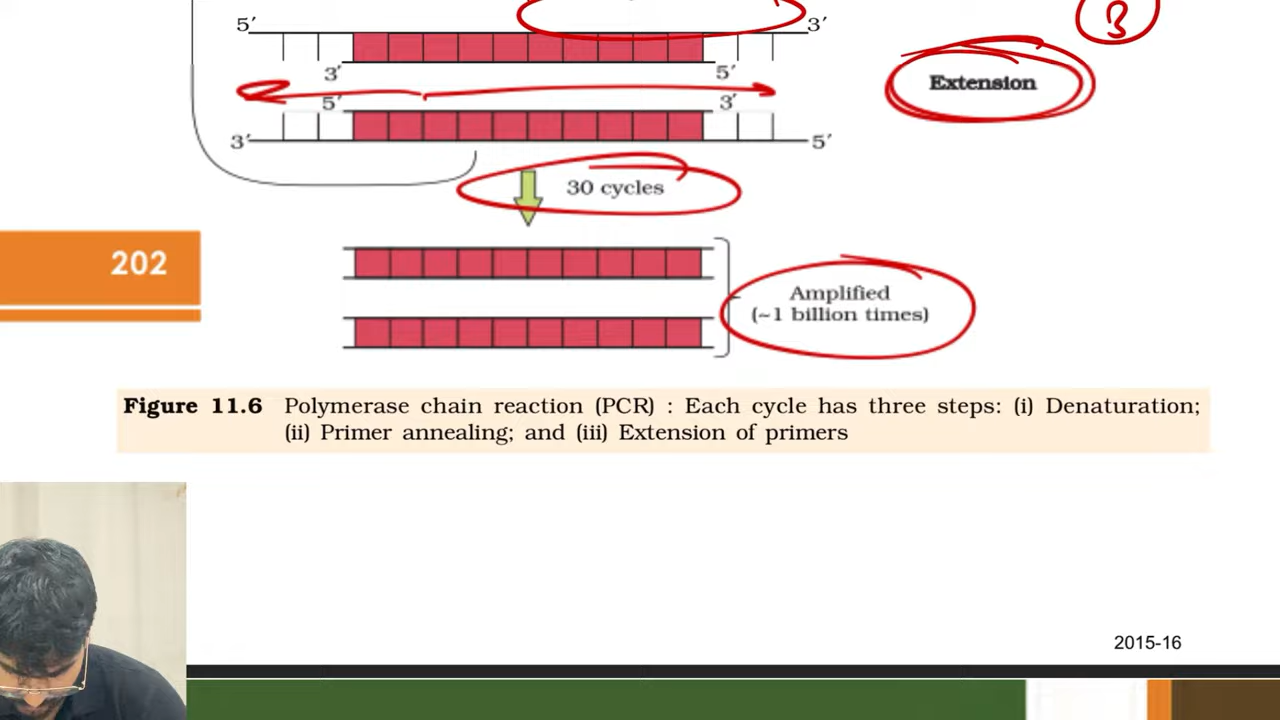 3
5′ 3′
3′ 5′
Extension
5′ 3′
3′ 5′
30 cycles
202
Amplified
(~1 billion times)
Figure 11.6 Polymerase chain reaction (PCR) : Each cycle has three steps: (i) Denaturation;
(ii) Primer annealing; and (iii) Extension of primers
2015-16